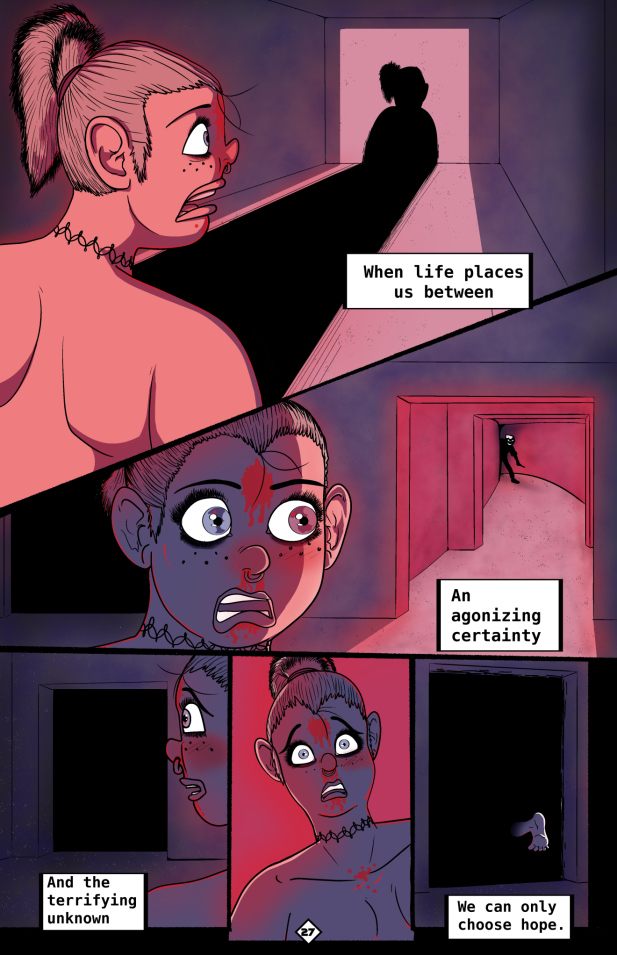 When life places
us between
An
agonizing
certainty
And the
terrifying
unknown
We can only
choose hope.
27